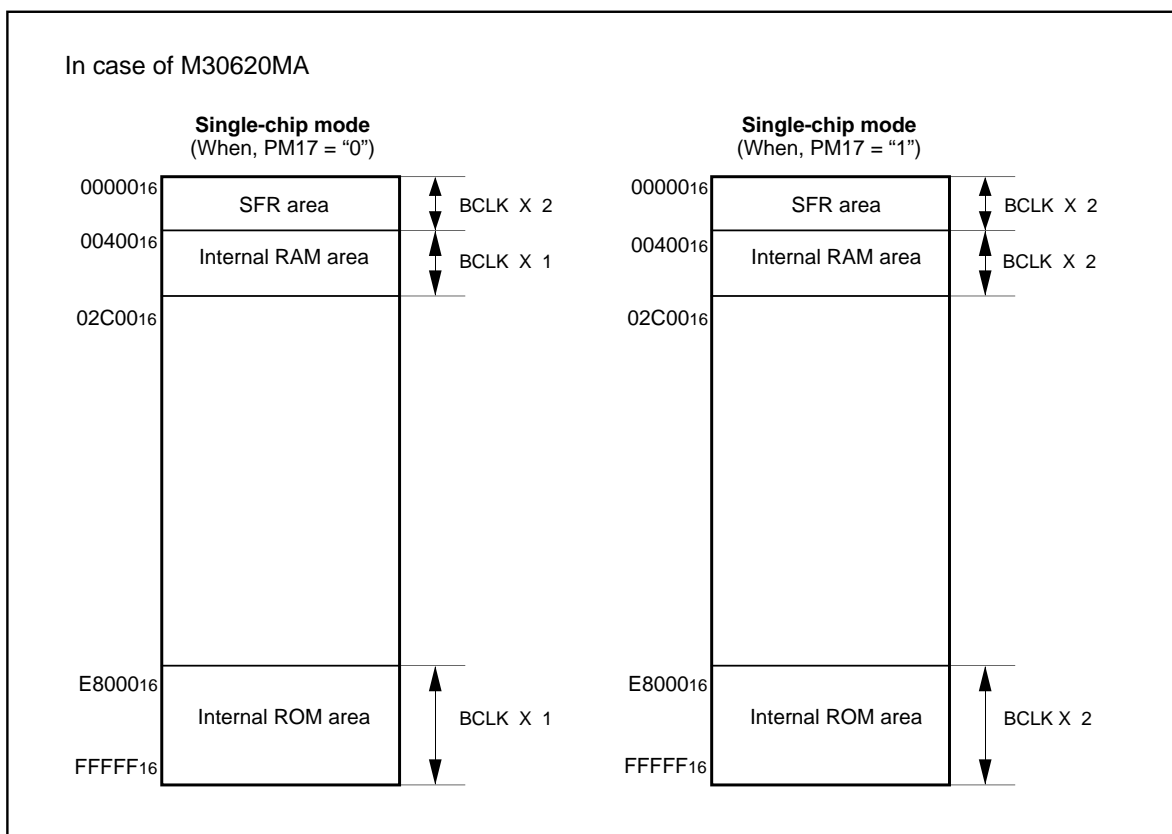 In case of M30620MA
Single-chip mode
(When, PM17 = “0”)
0000016
SFR area
BCLK X 2
0040016
Internal RAM area
BCLK X 1
02C0016
E800016
Internal ROM area
BCLK X 1
FFFFF16
Single-chip mode
(When, PM17 = “1”)
0000016
SFR area
BCLK X 2
0040016
Internal RAM area
BCLK X 2
02C0016
E800016
Internal ROM area
BCLK X 2
FFFFF16